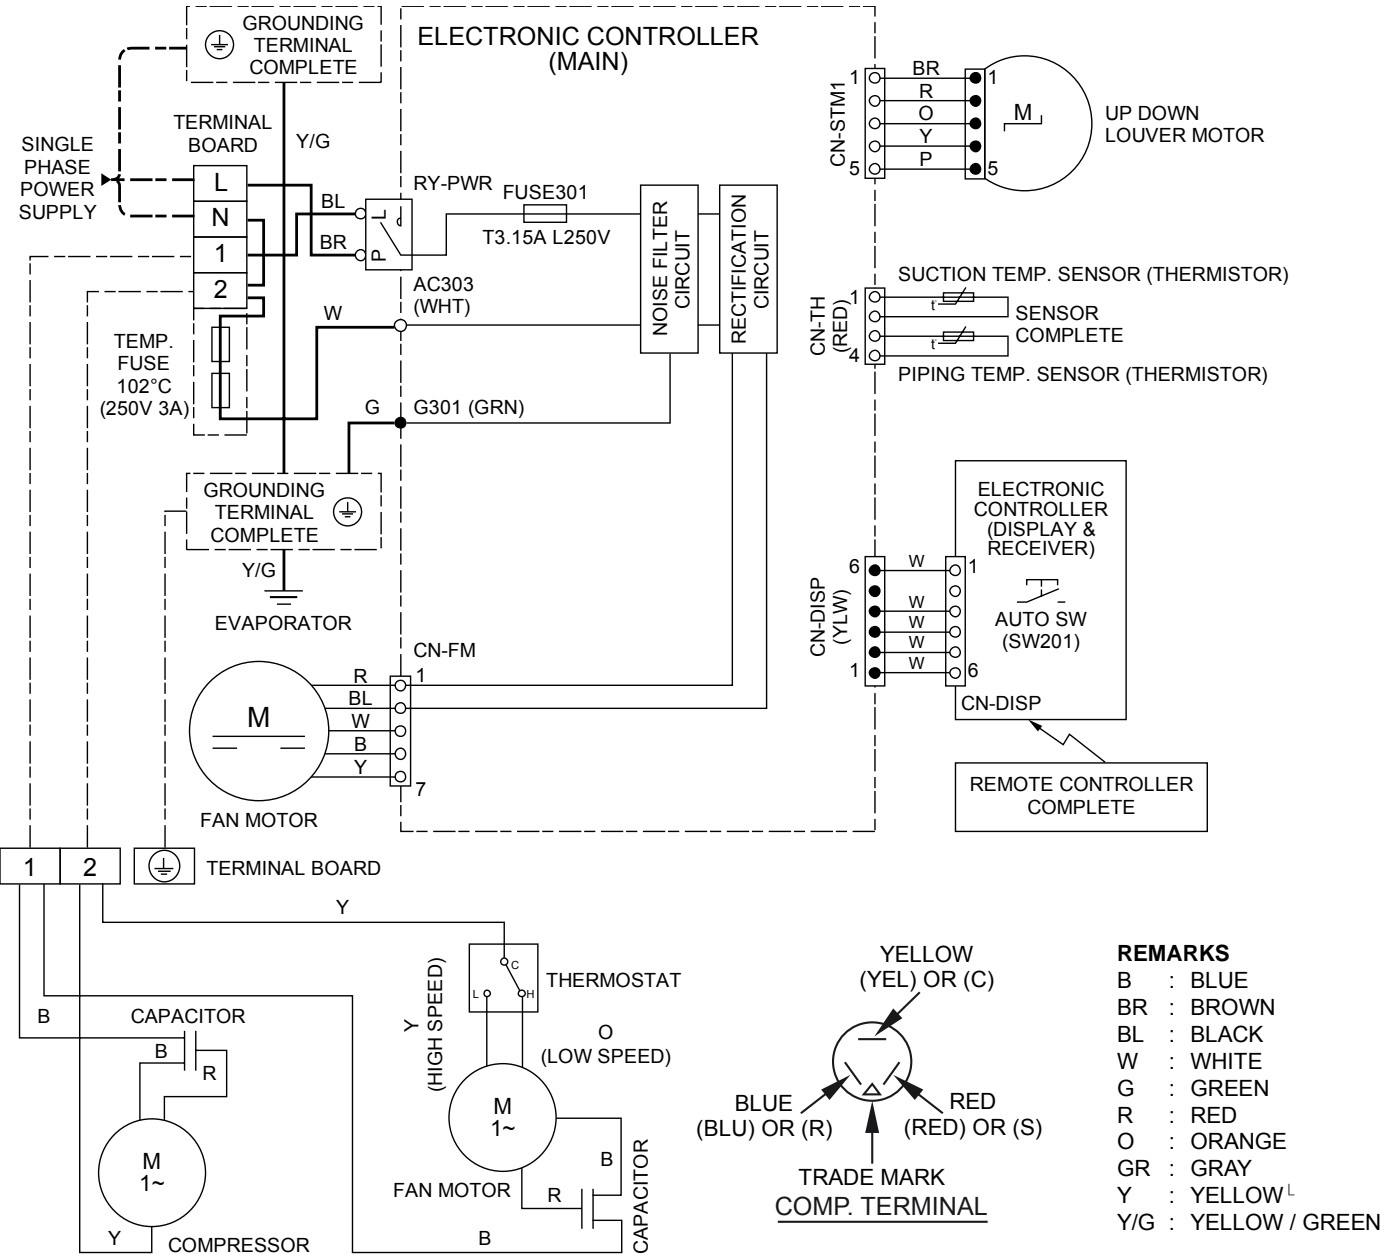 GROUNDING
TERMINAL
COMPLETE
ELECTRONIC CONTROLLER
(MAIN)
SINGLE
PHASE
POWER
SUPPLY
TERMINAL
BOARD
Y/G
L
N
1
2
BL
BR
L
P
RY-PWR
FUSE301
T3.15A L250V
AC303
(WHT)
W
NOISE FILTER
CIRCUIT
RECTIFICATION
CIRCUIT
TEMP.
FUSE
102°C
(250V 3A)
G
G301 (GRN)
GROUNDING
TERMINAL
COMPLETE
Y/G
EVAPORATOR
CN-STM1
1
5
BR
R
O
Y
P
1
5
M
UP DOWN
LOUVER MOTOR
CN-TH
(RED)
1
4
SUCTION TEMP. SENSOR (THERMISTOR)
t°
SENSOR
COMPLETE
t°
PIPING TEMP. SENSOR (THERMISTOR)
ELECTRONIC
CONTROLLER
(DISPLAY &
RECEIVER)
AUTO SW
(SW201)
CN-DISP
(YLW)
6
1
W
W
W
W
W
1
6
CN-DISP
REMOTE CONTROLLER
COMPLETE
CN-FM
1
7
R
BL
W
B
Y
M
FAN MOTOR
1
2
TERMINAL BOARD
Y
C
L
H
THERMOSTAT
Y
(HIGH SPEED)
O
(LOW SPEED)
B
CAPACITOR
B
R
M
1~
Y
COMPRESSOR
M
1~
FAN MOTOR
R
B
CAPACITOR
B
YELLOW
(YEL) OR (C)
BLUE
(BLU) OR (R)
RED
(RED) OR (S)
TRADE MARK
COMP. TERMINAL
REMARKS
B : BLUE
BR : BROWN
BL : BLACK
W : WHITE
G : GREEN
R : RED
O : ORANGE
GR : GRAY
Y : YELLOW
Y/G : YELLOW / GREEN